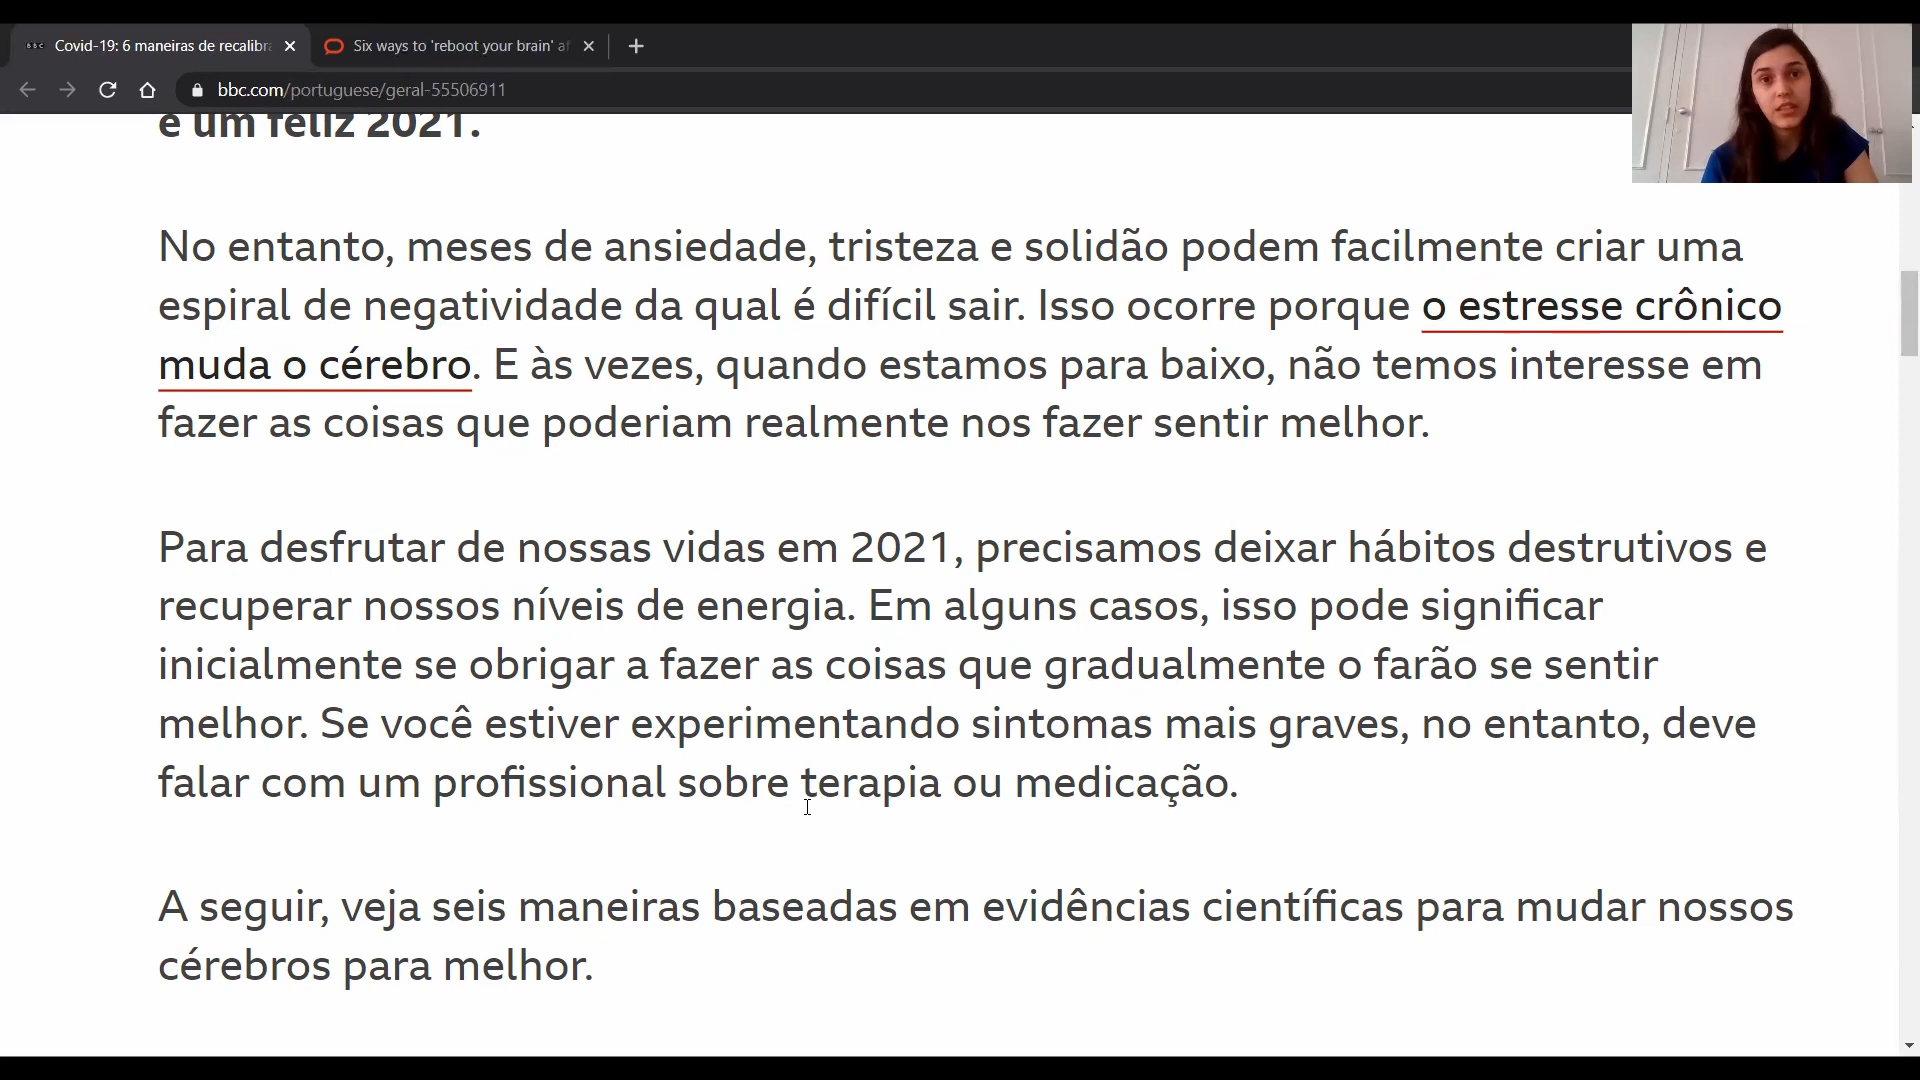 BBC Covid-19: 6 maneiras de recalibra
Six ways to 'reboot your brain' af
bbc.com/portuguese/geral-55506911
e um feliz 2021.
No entanto, meses de ansiedade, tristeza e solidão podem facilmente criar uma
espiral de negatividade da qual é difícil sair. Isso ocorre porque o estresse crônico
muda o cérebro. E às vezes, quando estamos para baixo, não temos interesse em
fazer as coisas que poderiam realmente nos fazer sentir melhor.
Para desfrutar de nossas vidas em 2021, precisamos deixar hábitos destrutivos e
recuperar nossos níveis de energia. Em alguns casos, isso pode significar
inicialmente se obrigar a fazer as coisas que gradualmente o farão se sentir
melhor. Se você estiver experimentando sintomas mais graves, no entanto, deve
falar com um profissional sobre terapia ou medicação.
A seguir, veja seis maneiras baseadas em evidências científicas para mudar nossos
cérebros para melhor.